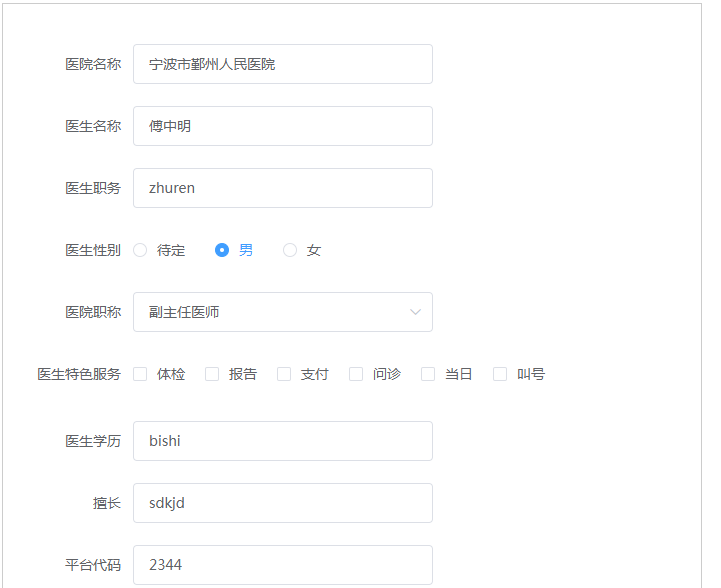 医院名称 宁波市鄞州人民医院
医生名称 傅中明
医生职务 zhuren
医生性别 待定 男 女
医院职称 副主任医师
医生特色服务 体检 报告 支付 问诊 当日 叫号
医生学历 bishi
擅长 sdkjd
平台代码 2344